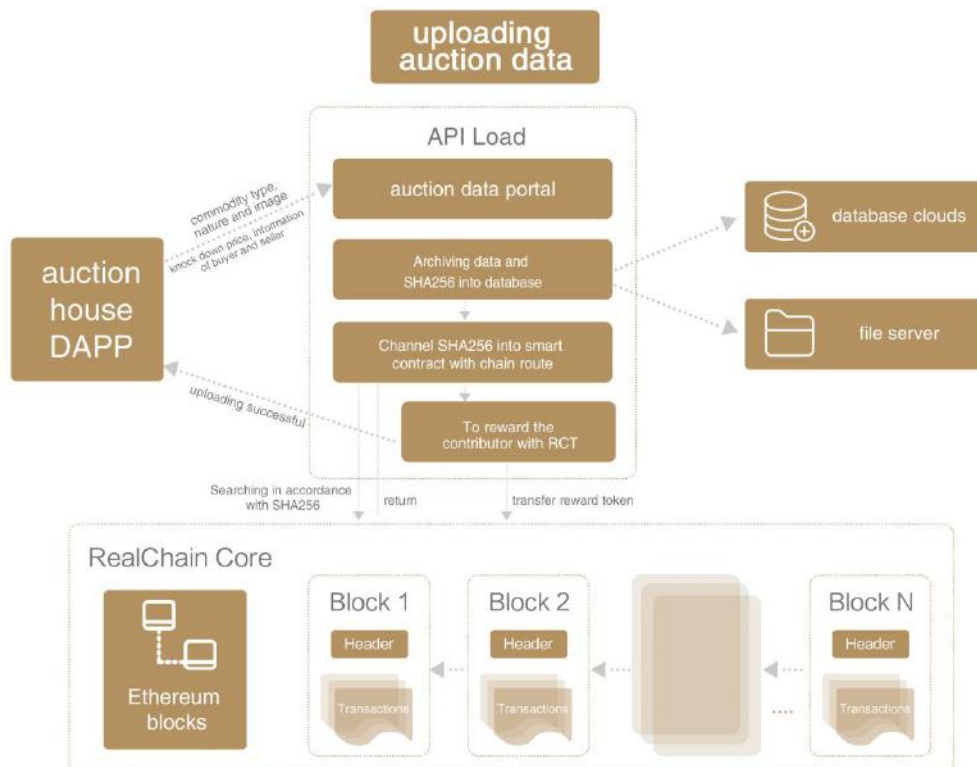 uploading
auction data
API Load
auction data portal
commodity type,
nature and image
knock down price, information
of buyer and seller
auction
house
DAPP
Archiving data and
SHA256 into database
database clouds
file server
Channel SHA256 into smart
contract with chain route
uploading successful
To reward the
contributor with RCT
Searching in accordance
with SHA256
return
transfer reward token
RealChain Core
Ethereum
blocks
Block 1
Header
Transactions
Block 2
Header
Transactions
....
Block N
Header
Transactions